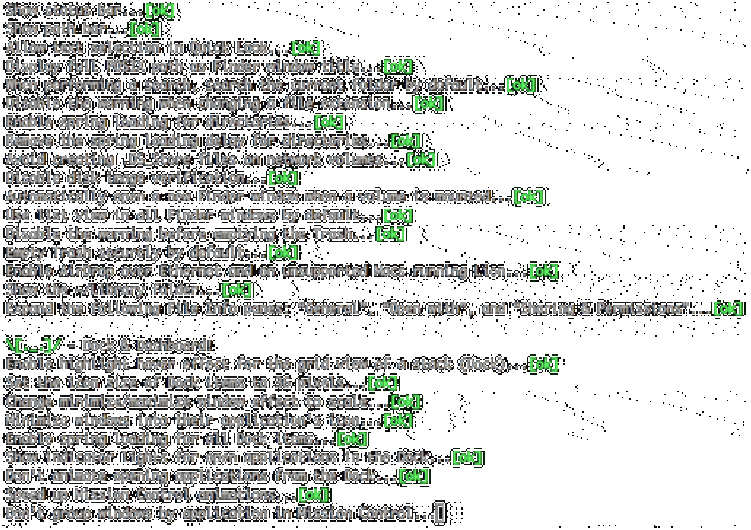 Show status bar...[ok]
Show path bar...[ok]
Allow text selection in Quick Look...[ok]
Display full POSIX path as Finder window title...[ok]
When performing a search, search the current folder by default...[ok]
Disable the warning when changing a file extension...[ok]
Enable spring loading for directories...[ok]
Remove the spring loading delay for directories...[ok]
Avoid creating .DS_Store files on network volumes...[ok]
Disable disk image verification...[ok]
Automatically open a new Finder window when a volume is mounted...[ok]
Use list view in all Finder windows by default...[ok]
Disable the warning before emptying the Trash...[ok]
Empty Trash securely by default...[ok]
Enable AirDrop over Ethernet and on unsupported Macs running Lion...[ok]
Show the ~/Library folder...[ok]
Expand the following File Info panes: "General", "Open with", and "Sharing & Permissions"...[ok]
\[._.]/ - Dock & Dashboard
Enable highlight hover effect for the grid view of a stack (Dock)...[ok]
Set the icon size of Dock items to 36 pixels...[ok]
Change minimize/maximize window effect to scale...[ok]
Minimize windows into their application's icon...[ok]
Enable spring loading for all Dock items...[ok]
Show indicator lights for open applications in the Dock...[ok]
Don't animate opening applications from the Dock...[ok]
Speed up Mission Control animations...[ok]
Don't group windows by application in Mission Control...